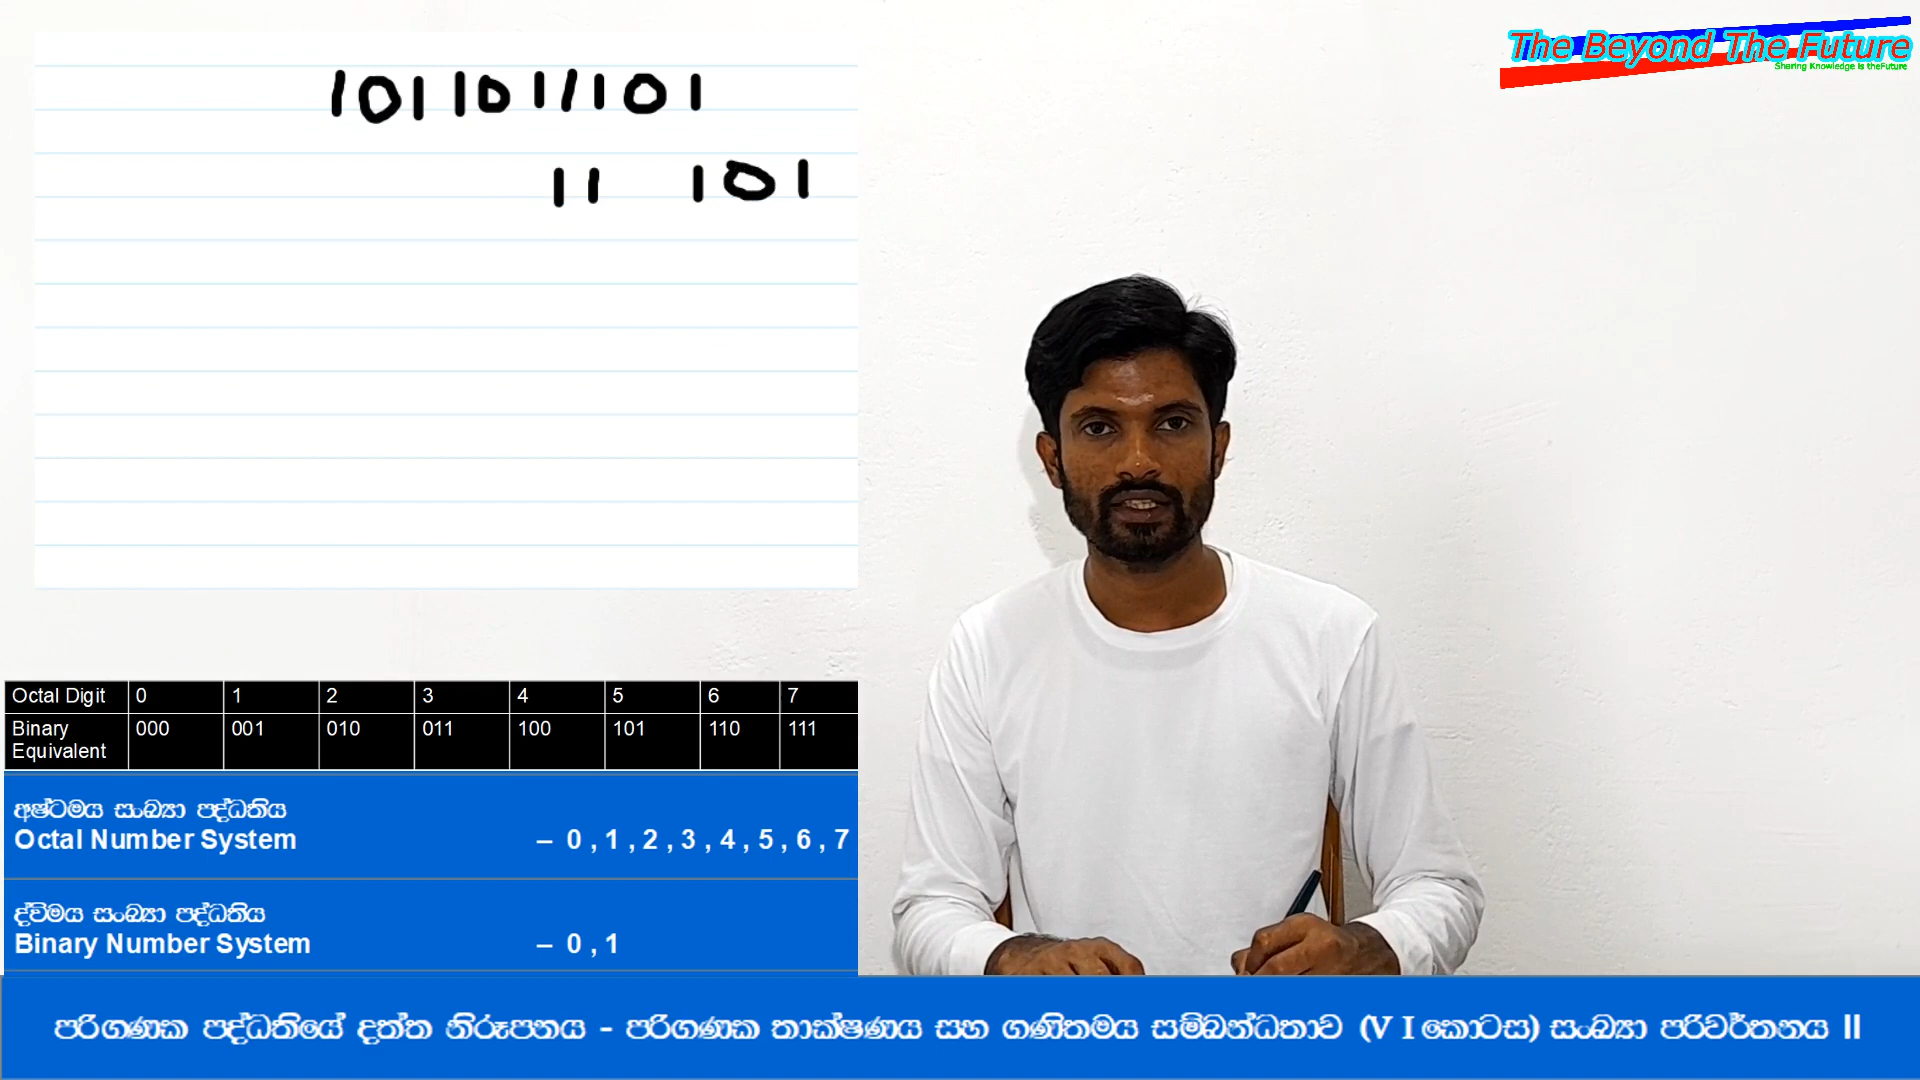 1011011101
11 101
The Beyond The Future
Sharing Knowledge is theFuture
Octal Digit 0 1 2 3 4 5 6 7
Binary Equivalent 000 001 010 011 100 101 110 111
අෂ්ටමය සංඛ්‍යා පද්ධතිය
Octal Number System – 0 , 1 , 2 , 3 , 4 , 5 , 6 , 7
ද්විමය සංඛ්‍යා පද්ධතිය
Binary Number System – 0 , 1
පරිගණක පද්ධතියේ දත්ත නිරූපනය - පරිගණක තාක්ෂණය සහ ගණිතමය සම්බන්ධතාව (V I කොටස) සංඛ්‍යා පරිවර්තනය II